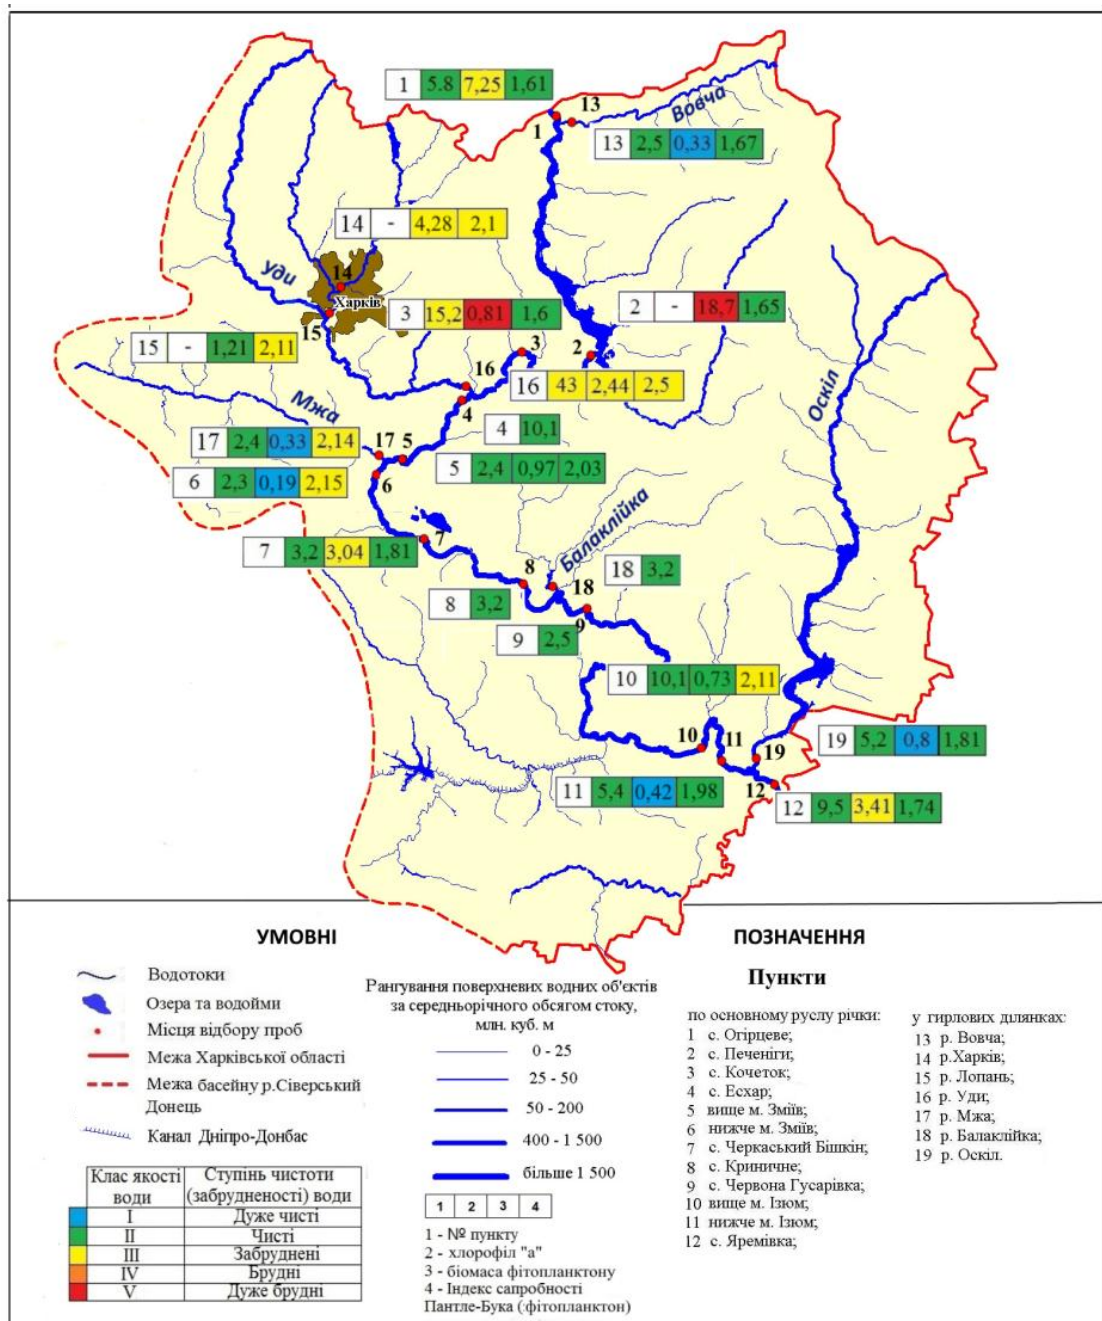 1 5.8 7,25 1,61
13
Вовча
1
13 2,5 0,33 1,67
14 - 4,28 2,1
Уди
14
Харків
3 15,2 0,81 1,6
2 - 18,7 1,65
15
15 - 1,21 2,11
3
2
16
16 43 2,44 2,5
Оскіл
Мжа
4
4 10,1
17 2,4 0,33 2,14
17
5
5 2,4 0,97 2,03
6 2,3 0,19 2,15
6
Балаклійка
7
7 3,2 3,04 1,81
8
18 3,2
18
8 3,2
9
9 2,5
10 10,1 0,73 2,11
10
11
19
19 5,2 0,8 1,81
11 5,4 0,42 1,98
12
12 9,5 3,41 1,74
УМОВНІ
ПОЗНАЧЕННЯ
Водотоки
Озера та водойми
Місця відбору проб
Межа Харківської області
Межа басейну р.Сіверський
Донець
Канал Дніпро-Донбас
Клас якості води
Ступінь чистоти (забрудненості) води
I Дуже чисті
II Чисті
III Забруднені
IV Брудні
V Дуже брудні
Рангування поверхневих водних об'єктів
за середньорічного обсягом стоку,
млн. куб. м
0 - 25
25 - 50
50 - 200
400 - 1 500
більше 1 500
1 2 3 4
1 - № пункту
2 - хлорофіл "а"
3 - біомаса фітопланктону
4 - Індекс сапробності
Пантле-Бука (:фітопланктон)
Пункти
по основному руслу річки:
1 с. Огірцеве;
2 с. Печеніги;
3 с. Кочеток;
4 с. Есхар;
5 вище м. Зміїв;
6 нижче м. Зміїв;
7 с. Черкаський Бішкін;
8 с. Криничне;
9 с. Червона Гусарівка;
10 вище м. Ізюм;
11 нижче м. Ізюм;
12 с. Яремівка;
у гирлових ділянках:
13 р. Вовча;
14 р.Харків;
15 р. Лопань;
16 р. Уди;
17 р. Мжа;
18 р. Балаклійка;
19 р. Оскіл.